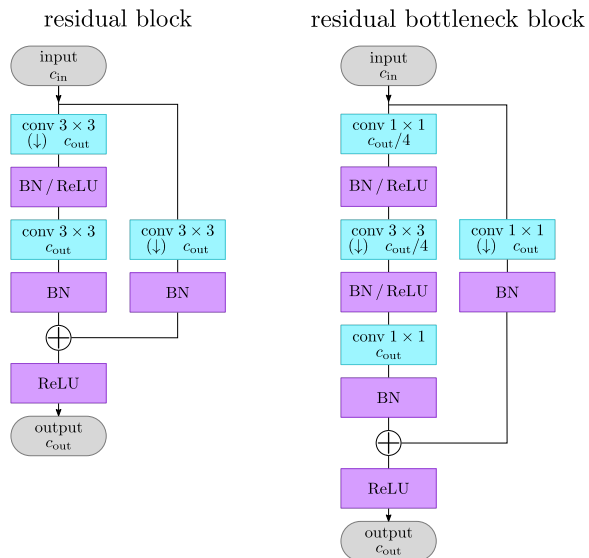 residual block
input
c_in
conv 3 × 3
(↓) c_out
BN / ReLU
conv 3 × 3
c_out
conv 3 × 3
(↓) c_out
BN
BN
ReLU
output
c_out
residual bottleneck block
input
c_in
conv 1 × 1
c_out/4
BN / ReLU
conv 3 × 3
(↓) c_out/4
conv 1 × 1
(↓) c_out
BN / ReLU
BN
conv 1 × 1
c_out
BN
ReLU
output
c_out